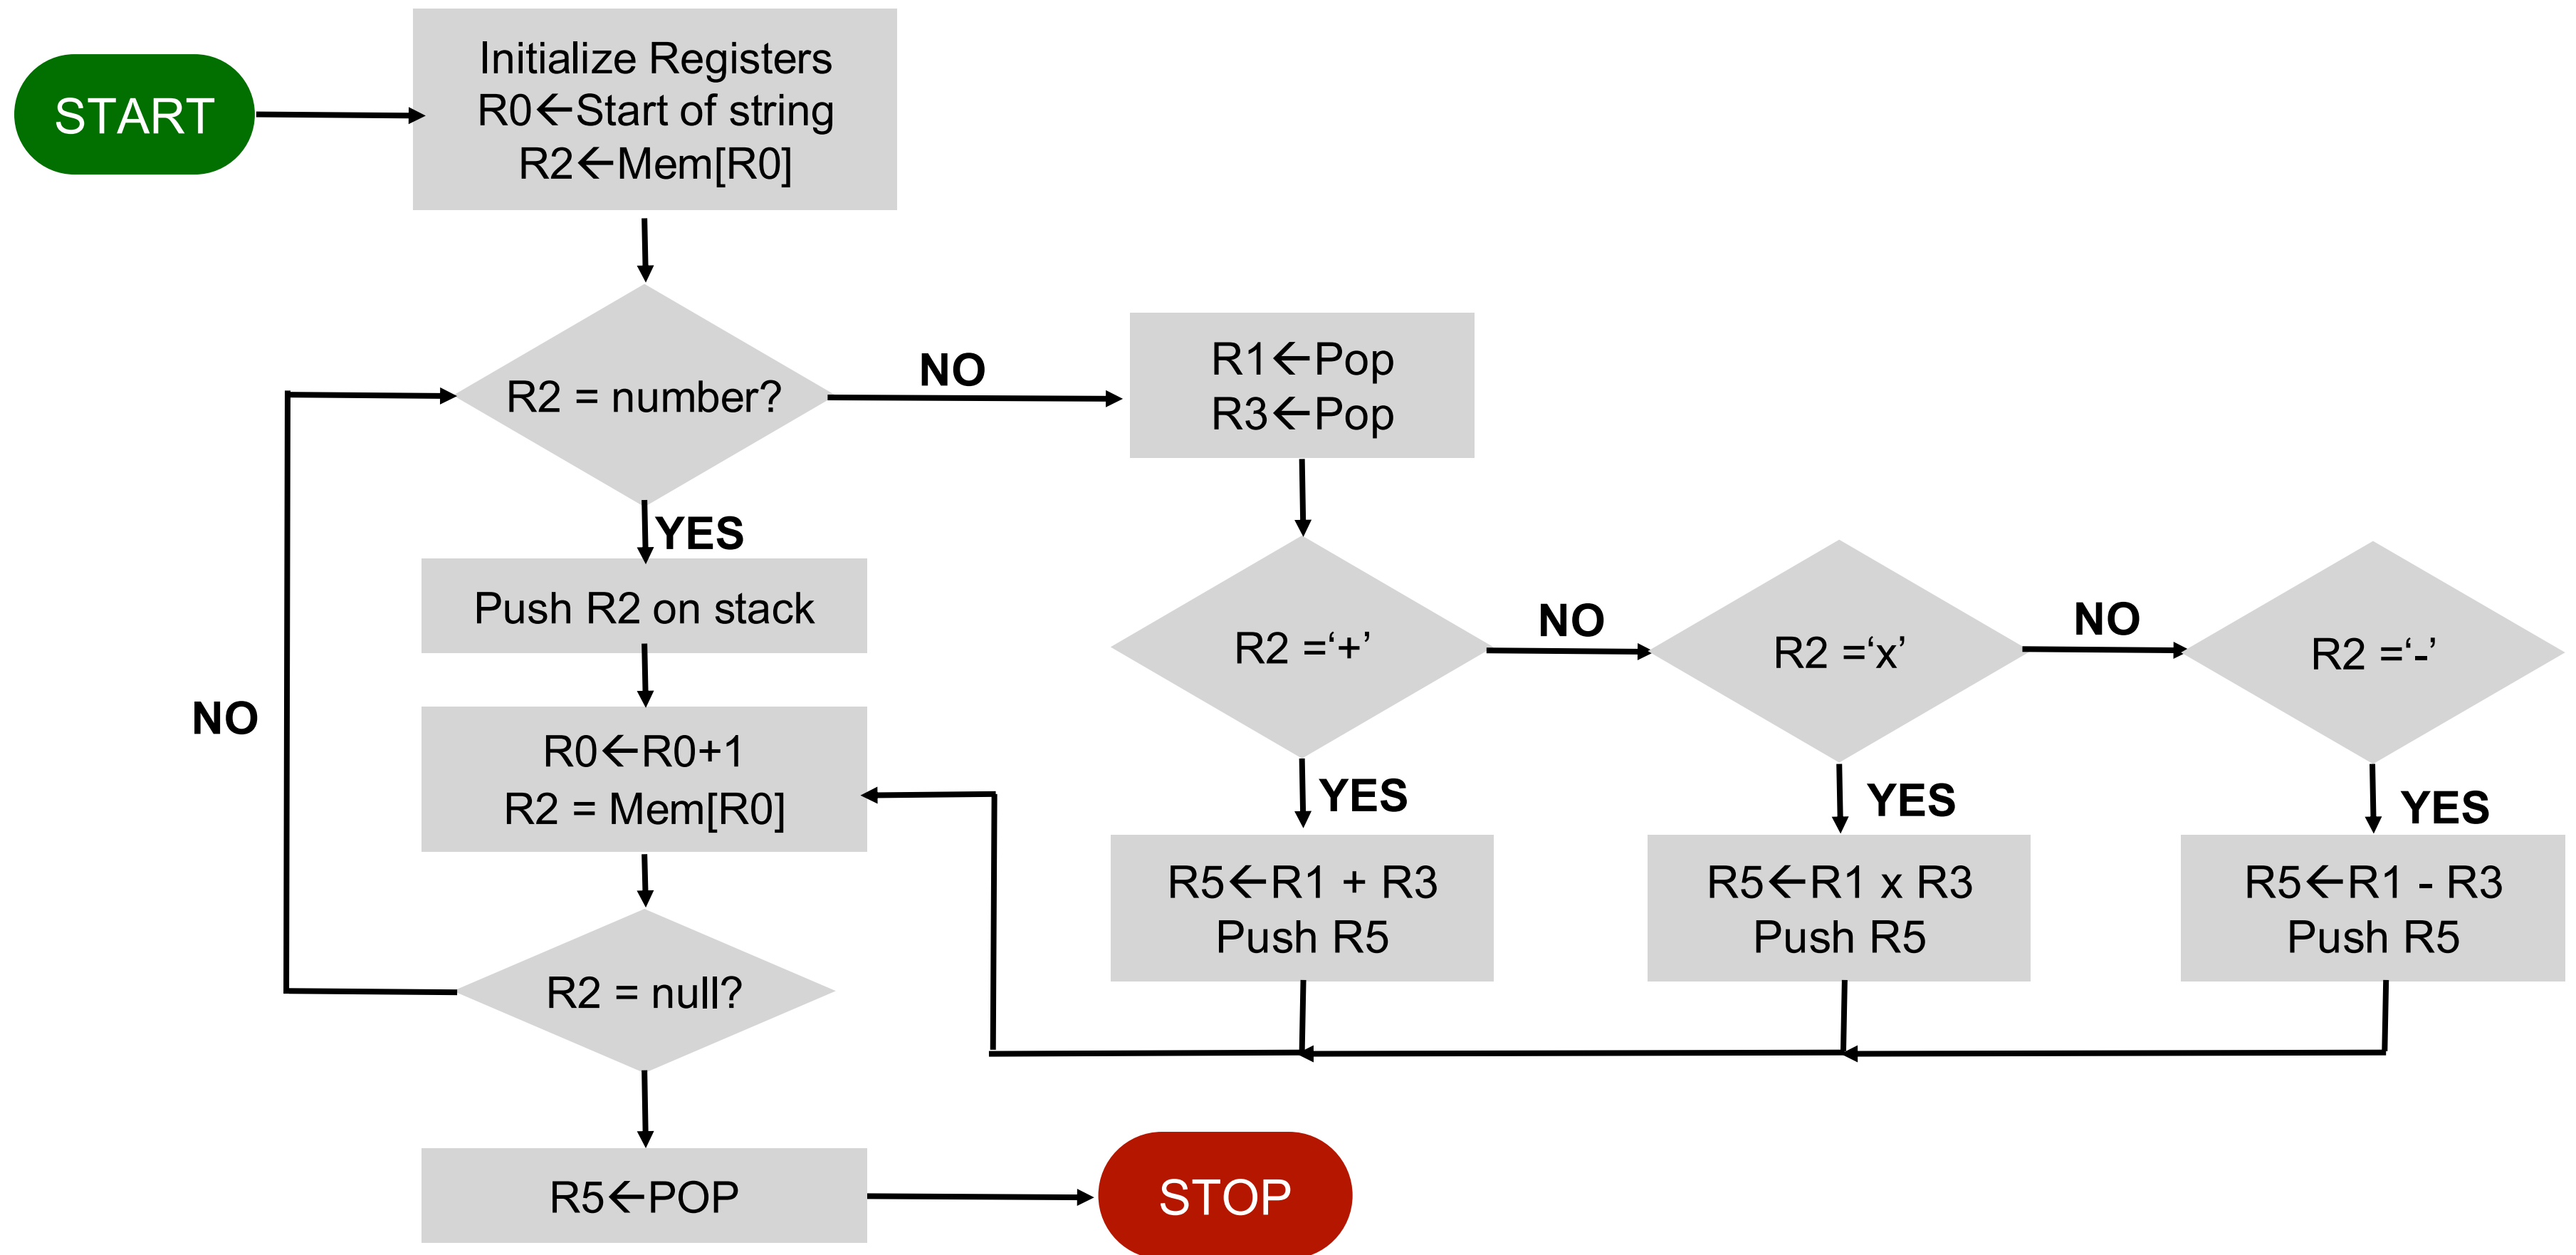 START
Initialize Registers
R0←Start of string
R2←Mem[R0]
R2 = number?
NO
R1←Pop
R3←Pop
YES
Push R2 on stack
R0←R0+1
R2 = Mem[R0]
NO
R2 = null?
R5←POP
STOP
R2 =‘+’
NO
R2 =‘x’
NO
R2 =‘-’
YES
R5←R1 + R3
Push R5
YES
R5←R1 x R3
Push R5
YES
R5←R1 - R3
Push R5